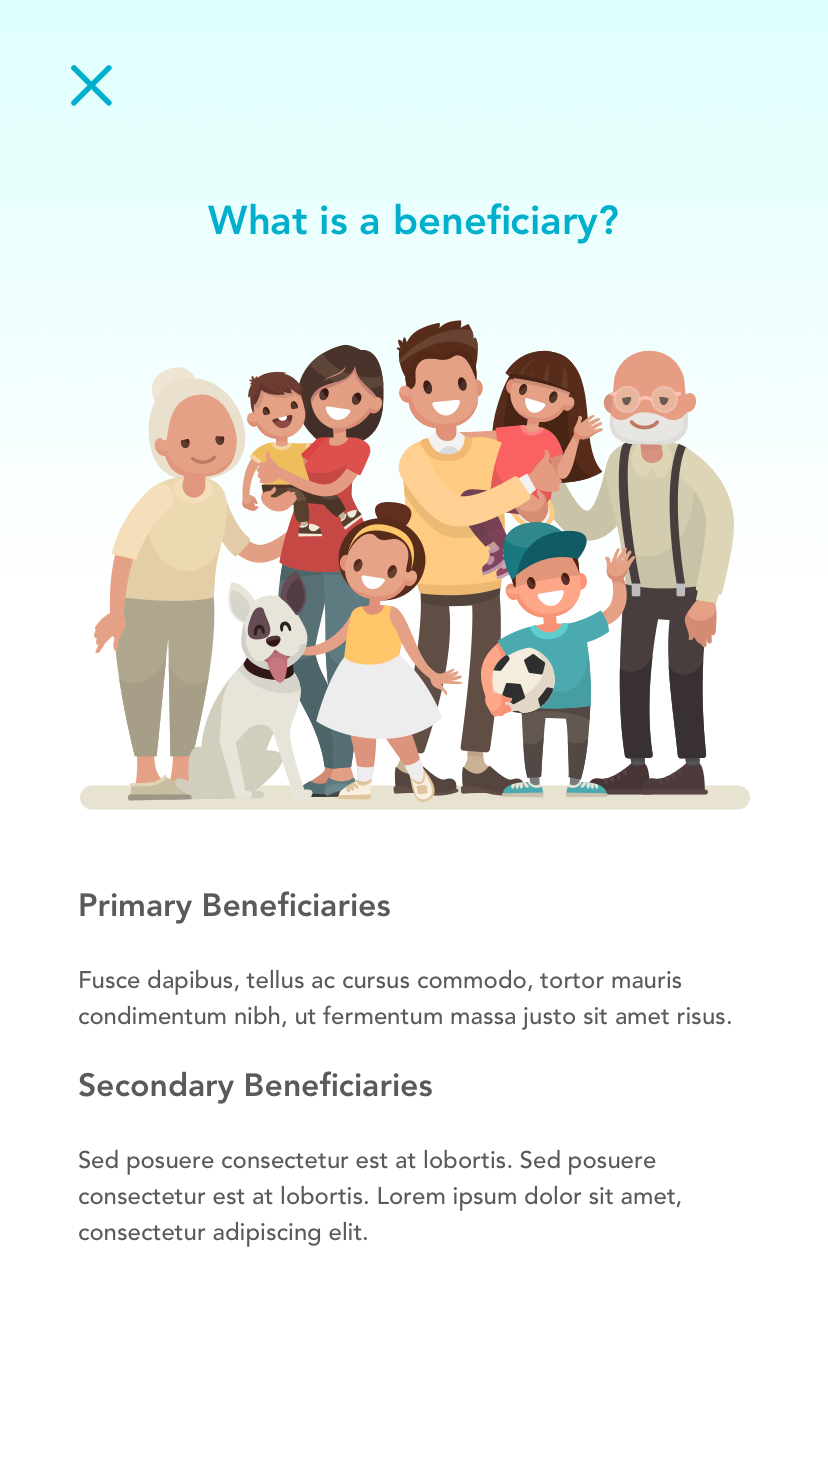 What is a beneficiary?
Primary Beneficiaries
Fusce dapibus, tellus ac cursus commodo, tortor mauris
condimentum nibh, ut fermentum massa justo sit amet risus.
Secondary Beneficiaries
Sed posuere consectetur est at lobortis. Sed posuere
consectetur est at lobortis. Lorem ipsum dolor sit amet,
consectetur adipiscing elit.